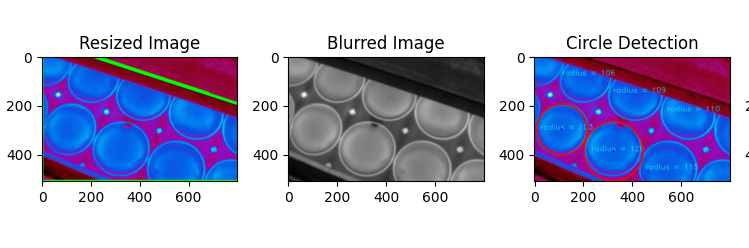 Resized Image
Blurred Image
Circle Detection
0
200
400
0
200
400
600
0
200
400
0
200
400
600
0
200
400
0
200
400
600
radius = 106
radius = 109
radius = 110
radius = 113
radius = 120
radius = 115